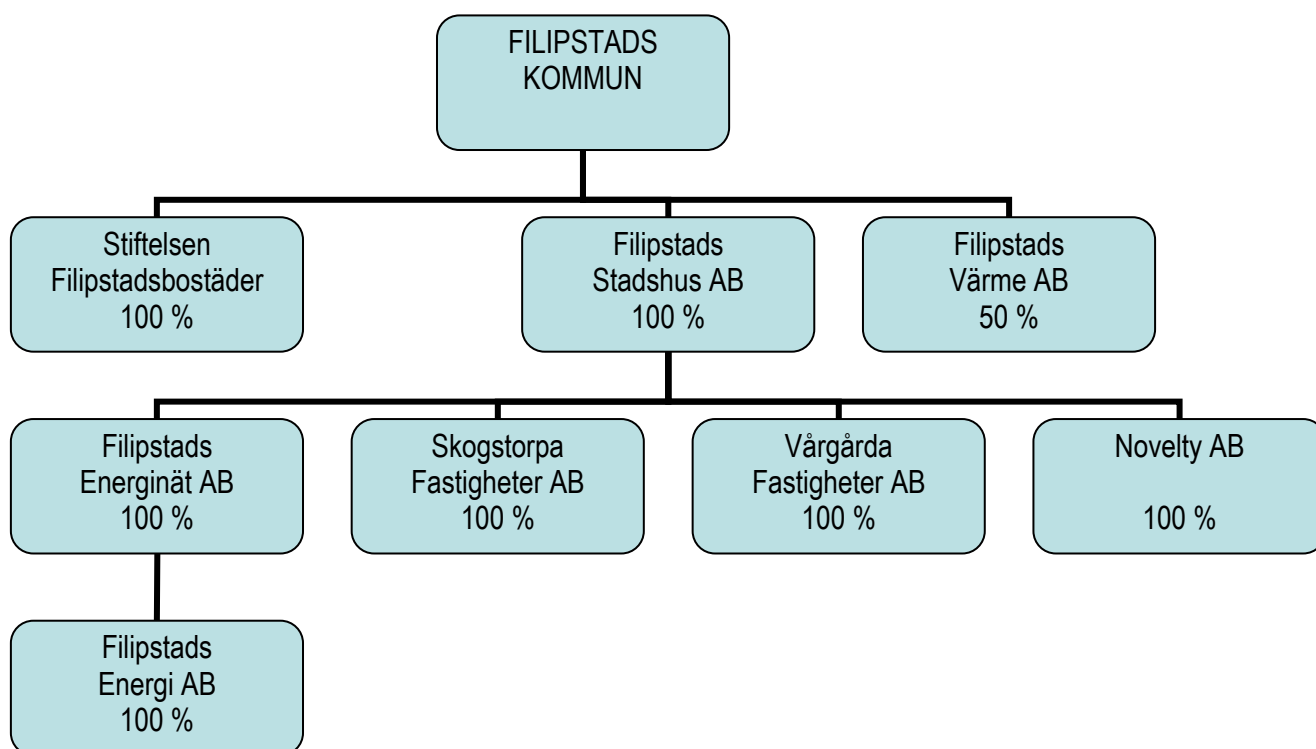 FILIPSTADS
KOMMUN
Stiftelsen
Filipstadsbostäder
100 %
Filipstads
Stadshus AB
100 %
Filipstads
Värme AB
50 %
Filipstads
Energinät AB
100 %
Skogstorpa
Fastigheter AB
100 %
Vårgårda
Fastigheter AB
100 %
Novelty AB
100 %
Filipstads
Energi AB
100 %